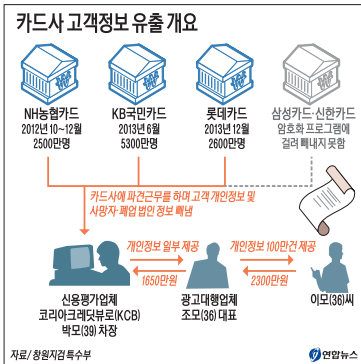 카드사 고객정보 유출 개요
NH농협카드
2012년 10~12월
2500만명
KB국민카드
2013년 6월
5300만명
롯데카드
2013년 12월
2600만명
삼성카드·신한카드
암호화 프로그램에
걸려 빼내지 못함
카드사에 파견근무를 하며 고객 개인정보 및
사망자·폐업 법인 정보 빼냄
개인정보 일부 제공
1650만원
개인정보 100만건 제공
2300만원
신용평가업체
코리아크레딧뷰로(KCB)
박모(39) 차장
광고대행업체
조모(36) 대표
이모(36)씨
자료/ 창원지검 특수부
연합뉴스